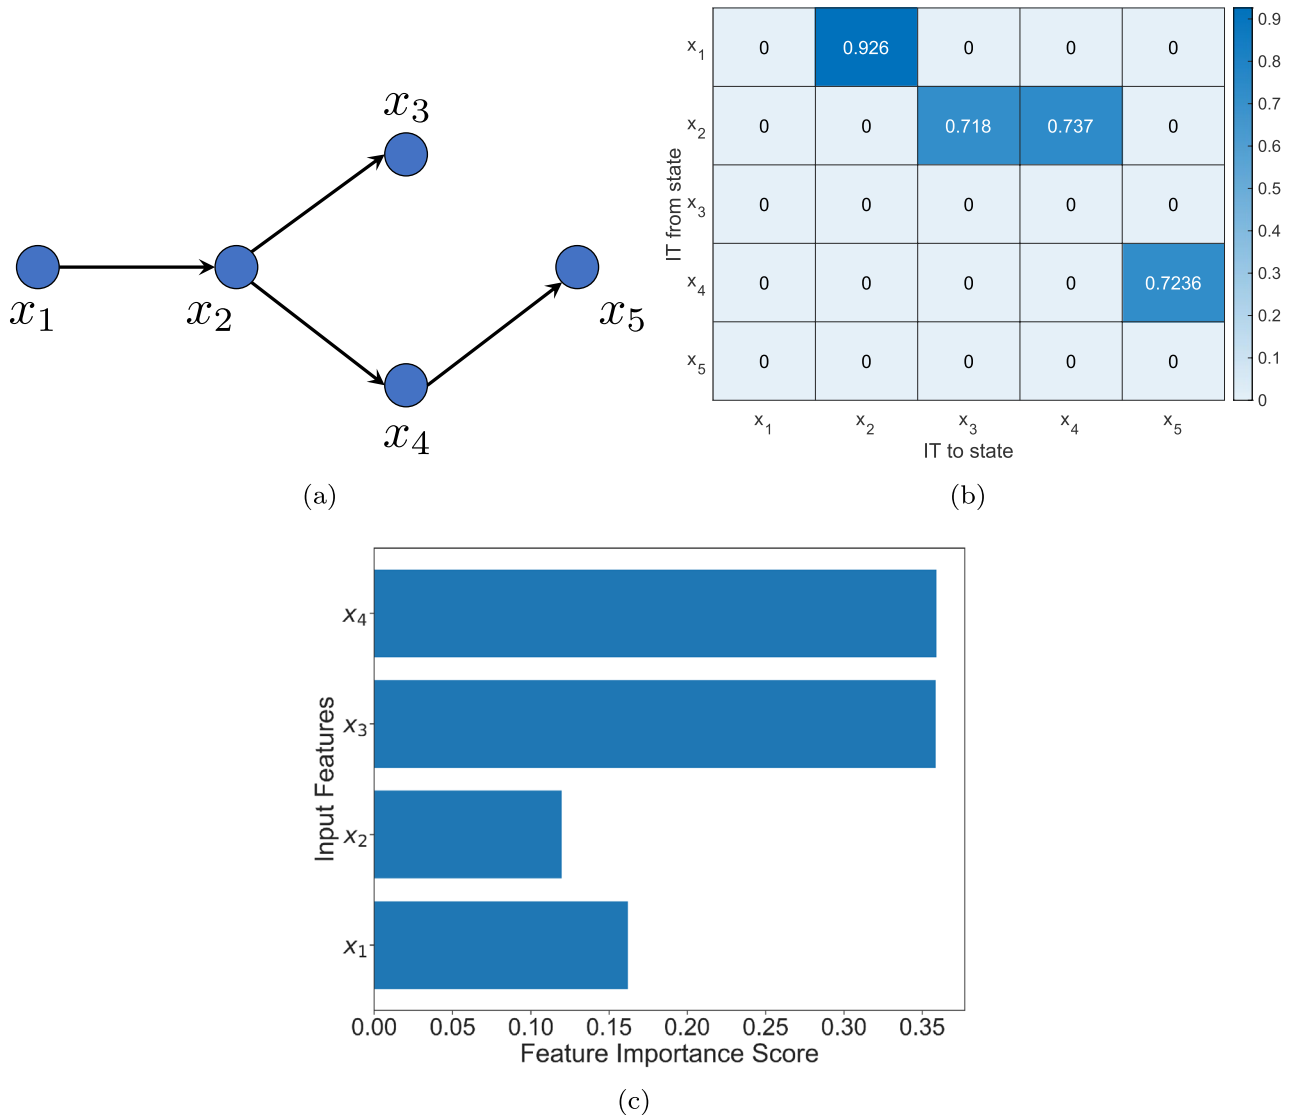 x3
x1
x2
x5
x4
(a)
IT from state
x1 0 0.926 0 0 0
x2 0 0 0.718 0.737 0
x3 0 0 0 0 0
x4 0 0 0 0 0.7236
x5 0 0 0 0 0
x1 x2 x3 x4 x5
IT to state
0.9
0.8
0.7
0.6
0.5
0.4
0.3
0.2
0.1
0
(b)
Input Features
x4
x3
x2
x1
0.00 0.05 0.10 0.15 0.20 0.25 0.30 0.35
Feature Importance Score
(c)